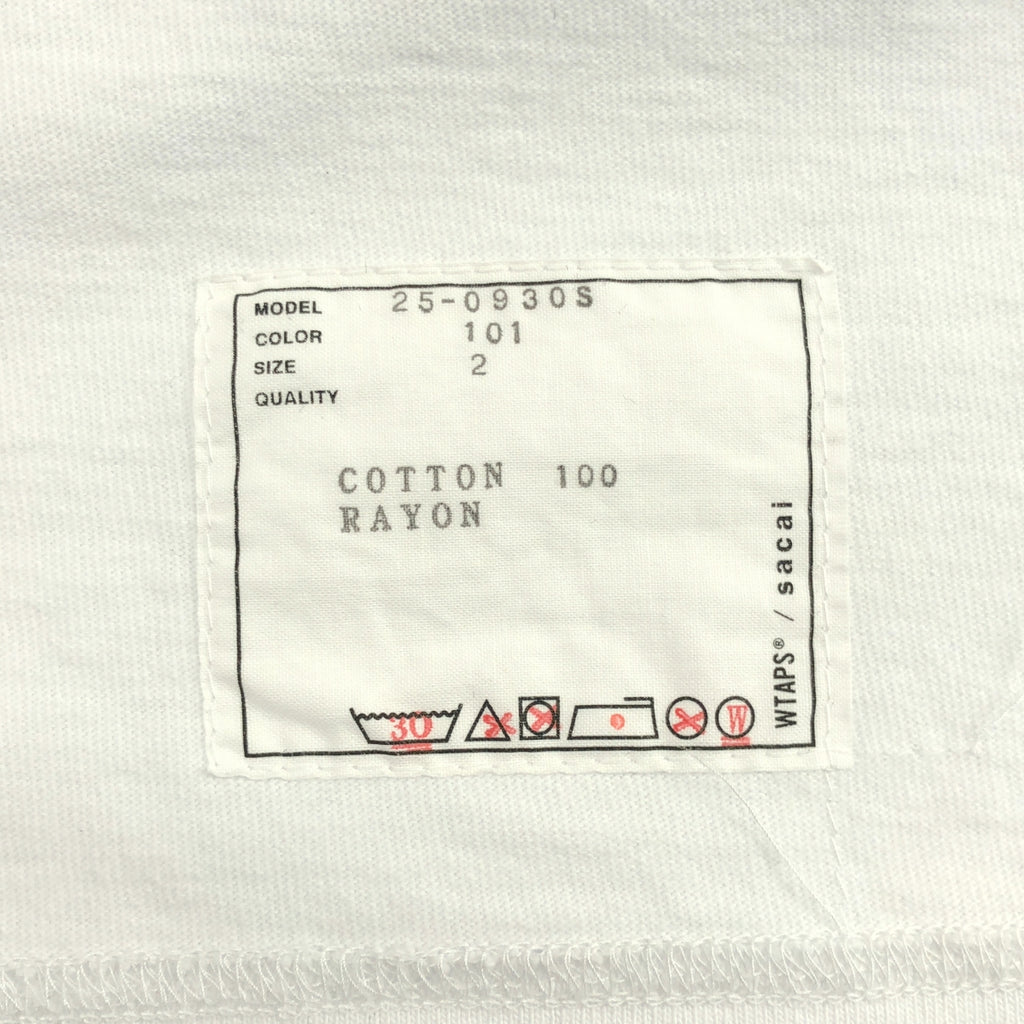 MODEL 25-0930S
COLOR 101
SIZE 2
QUALITY
COTTON 100
RAYON
WTAPS® / sacai
30 W